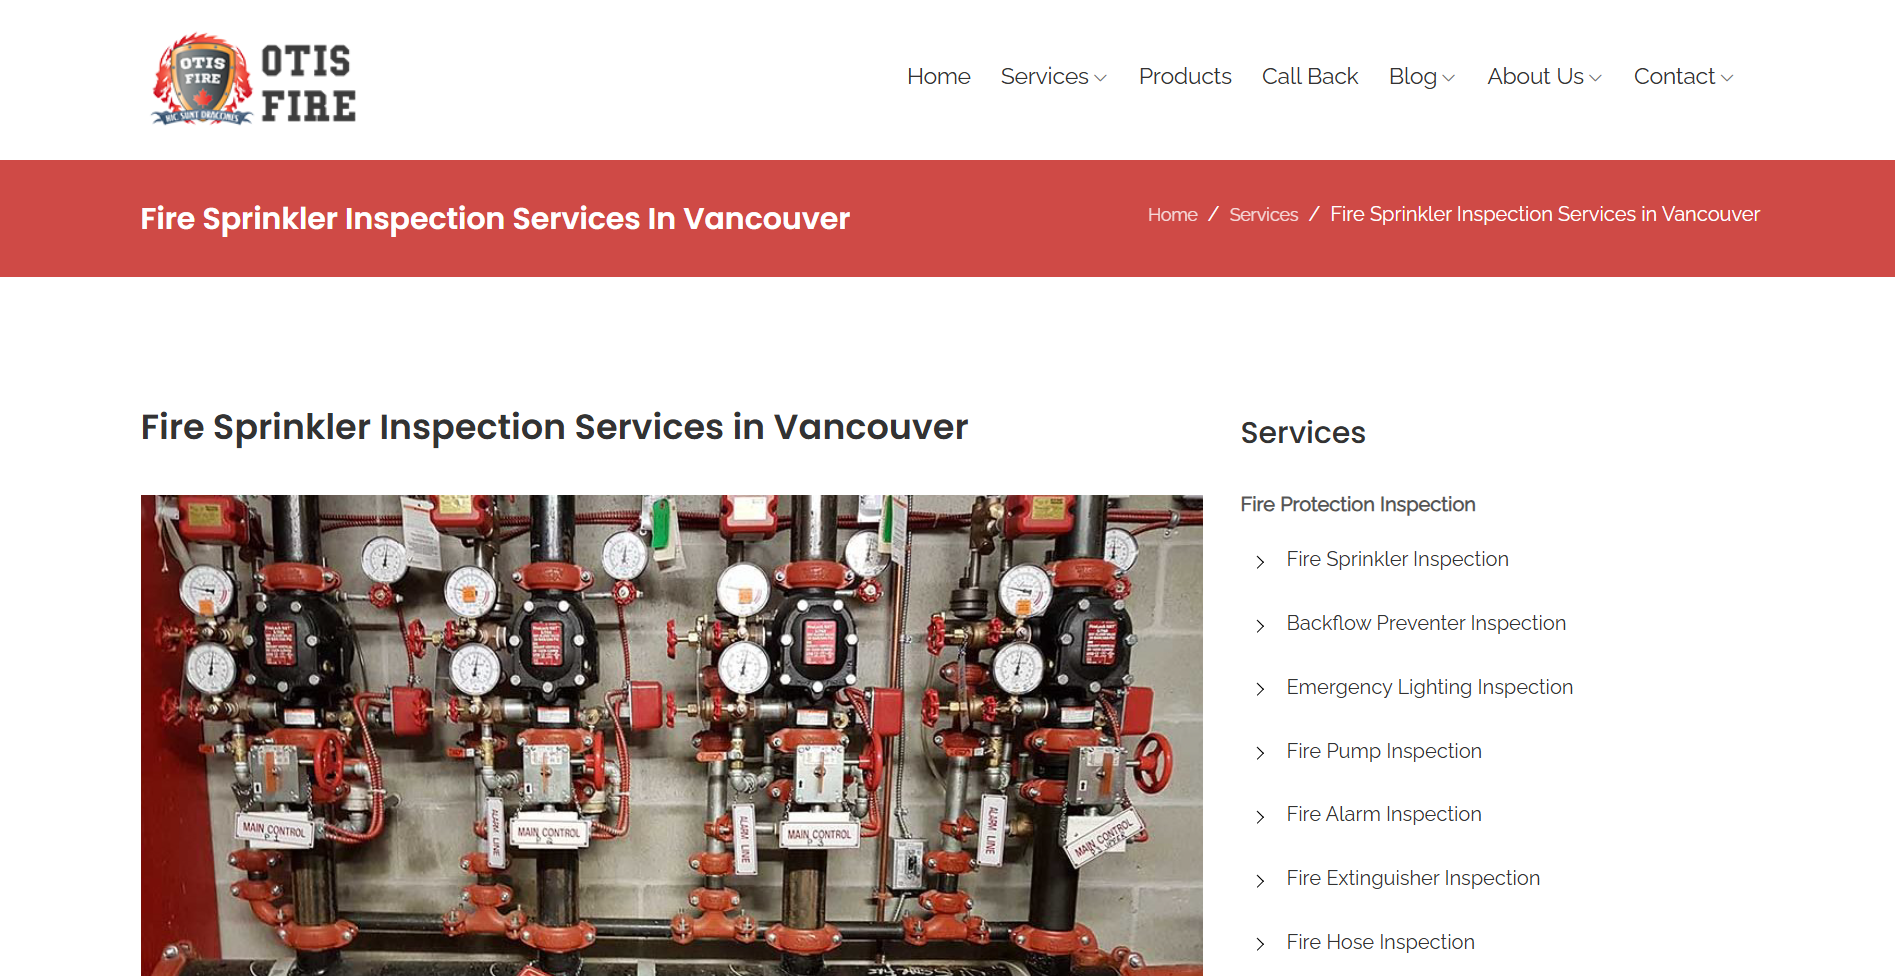 OTIS
FIRE
HIC SUNT DRACONES
OTIS
FIRE
Home
Services
Products
Call Back
Blog
About Us
Contact
Fire Sprinkler Inspection Services In Vancouver
Home / Services / Fire Sprinkler Inspection Services in Vancouver
Fire Sprinkler Inspection Services in Vancouver
MAIN CONTROL
P1
ALARM LINE
MAIN CONTROL
P2
ALARM LINE
MAIN CONTROL
P3
ALARM LINE
MAIN CONTROL
Services
Fire Protection Inspection
Fire Sprinkler Inspection
Backflow Preventer Inspection
Emergency Lighting Inspection
Fire Pump Inspection
Fire Alarm Inspection
Fire Extinguisher Inspection
Fire Hose Inspection